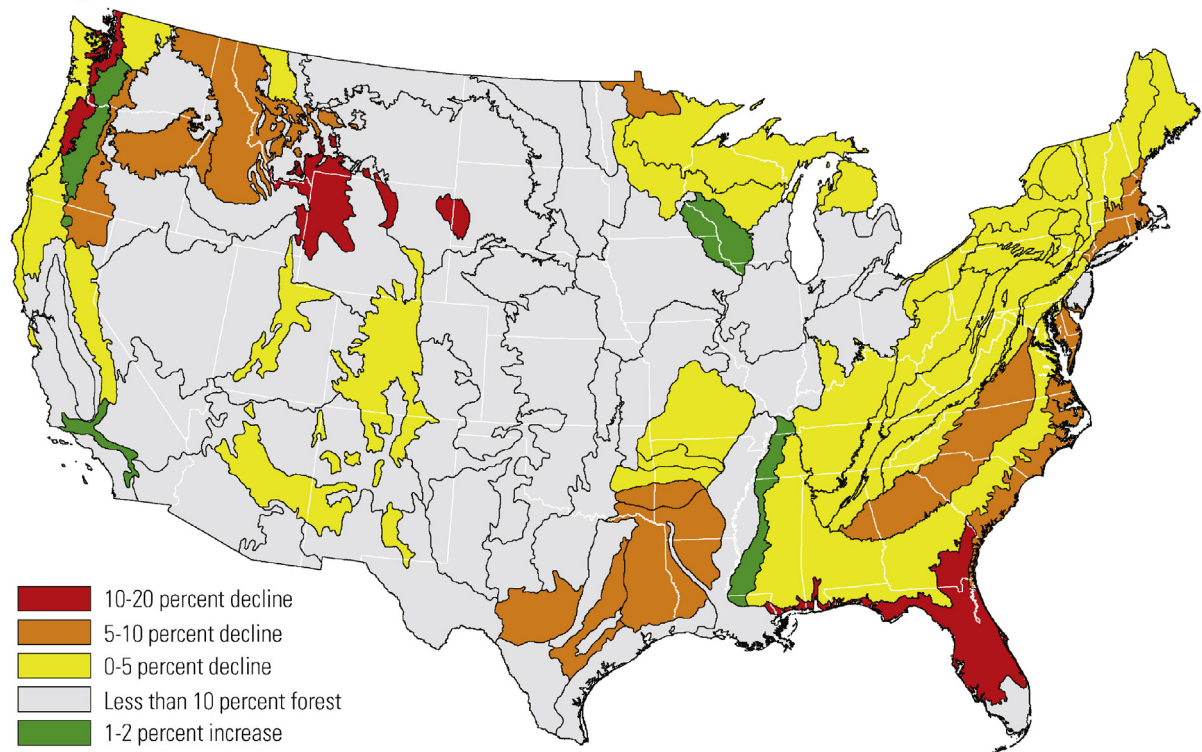 10-20 percent decline
5-10 percent decline
0-5 percent decline
Less than 10 percent forest
1-2 percent increase